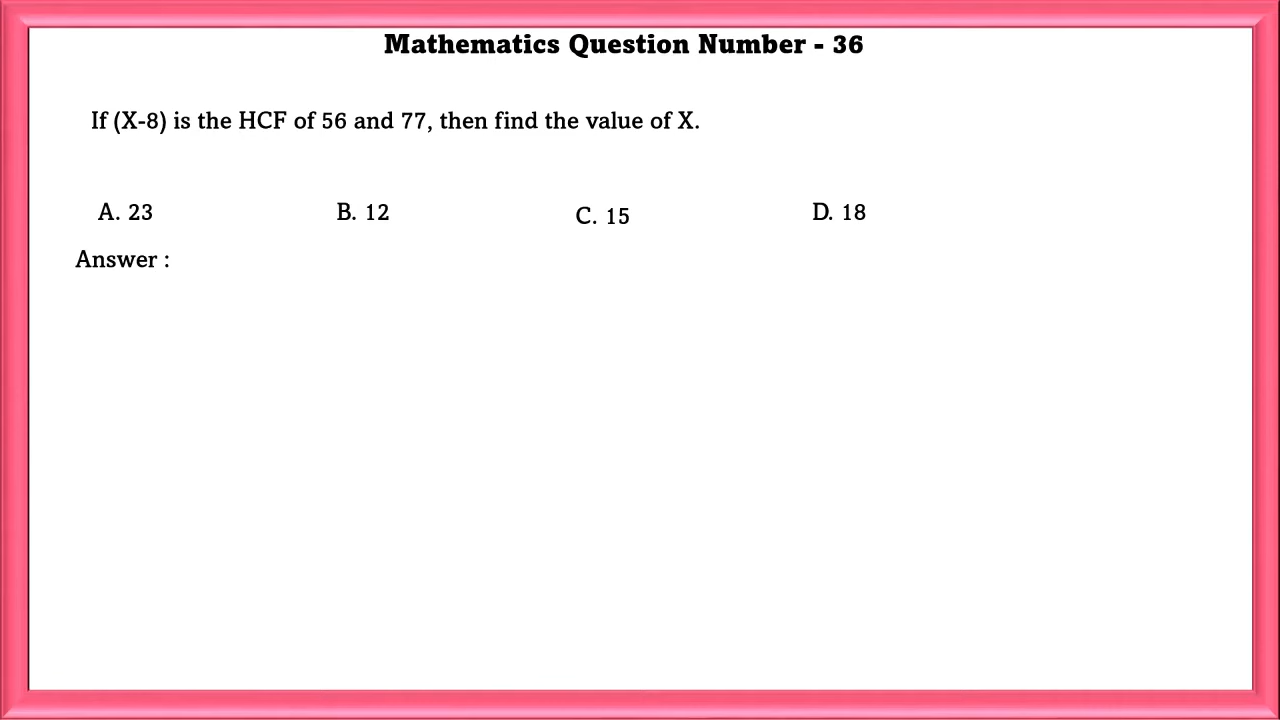 Mathematics Question Number - 36
If (X-8) is the HCF of 56 and 77, then find the value of X.
A. 23 B. 12 C. 15 D. 18
Answer :